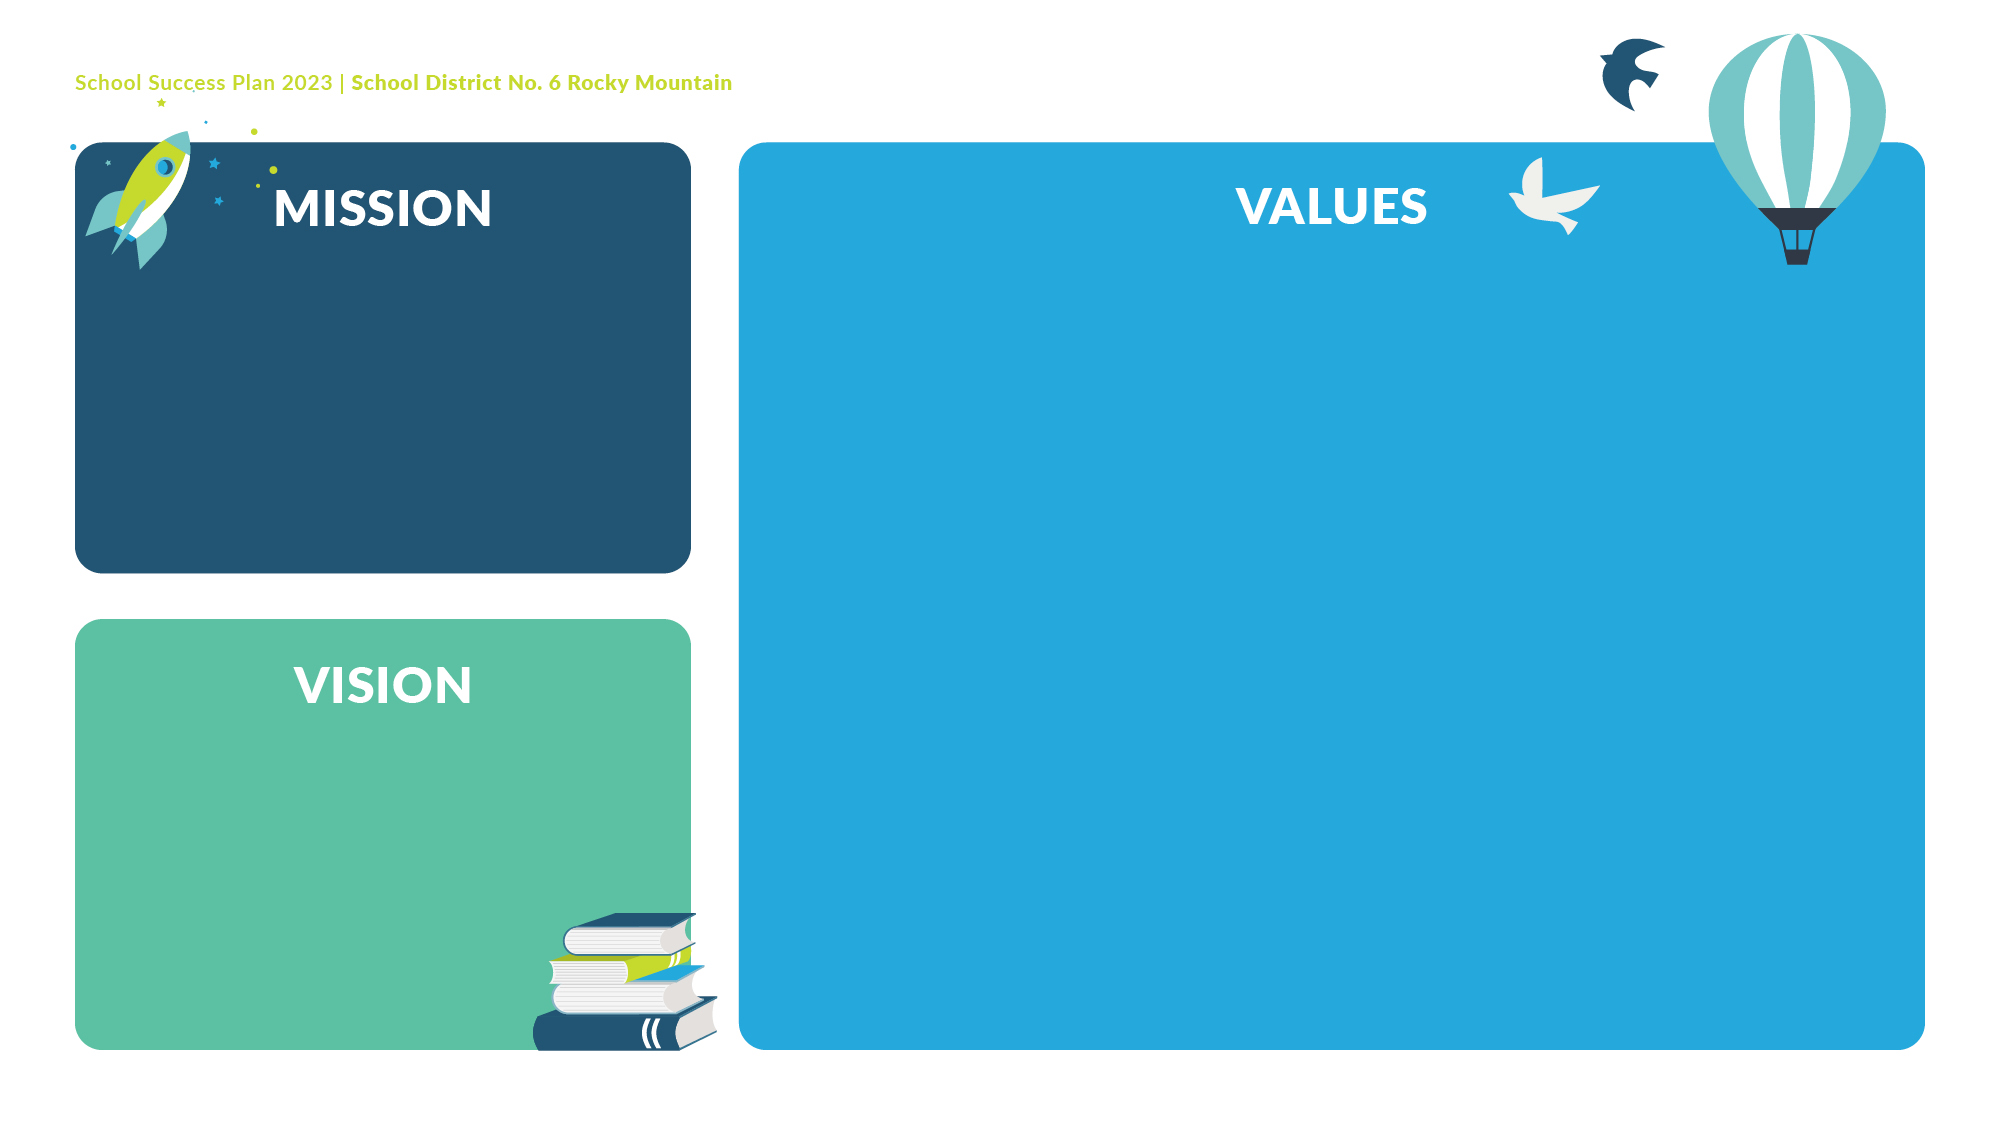 School Success Plan 2023 | School District No. 6 Rocky Mountain
MISSION
VALUES
VISION